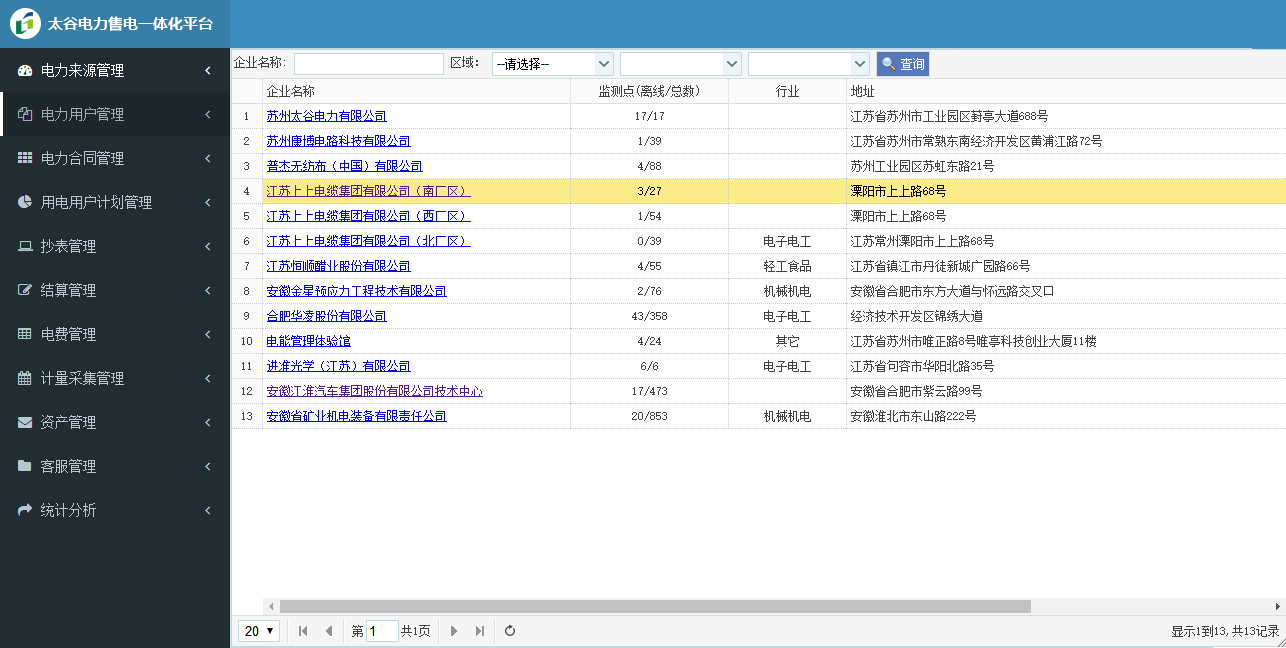 太谷电力售电一体化平台
电力来源管理
电力用户管理
电力合同管理
用电用户计划管理
抄表管理
结算管理
电费管理
计量采集管理
资产管理
客服管理
统计分析
企业名称: 区域: --请选择-- 查询
企业名称 监测点(离线/总数) 行业 地址
1 苏州太谷电力有限公司 17/17 江苏省苏州市工业园区葑亭大道688号
2 苏州康博电路科技有限公司 1/39 江苏省苏州市常熟东南经济开发区黄浦江路72号
3 普杰无纺布（中国）有限公司 4/88 苏州工业园区苏虹东路21号
4 江苏上上电缆集团有限公司（南厂区） 3/27 溧阳市上上路68号
5 江苏上上电缆集团有限公司（西厂区） 1/54 溧阳市上上路68号
6 江苏上上电缆集团有限公司（北厂区） 0/39 电子电工 江苏常州溧阳市上上路68号
7 江苏恒顺醋业股份有限公司 4/55 轻工食品 江苏省镇江市丹徒新城广园路66号
8 安徽金星预应力工程技术有限公司 2/76 机械机电 安徽省合肥市东方大道与怀远路交叉口
9 合肥华凌股份有限公司 43/358 电子电工 经济技术开发区锦绣大道
10 电能管理体验馆 4/24 其它 江苏省苏州市唯正路8号唯亭科技创业大厦11楼
11 进准光学（江苏）有限公司 6/6 电子电工 江苏省句容市华阳北路35号
12 安徽江淮汽车集团股份有限公司技术中心 17/473 安徽省合肥市紫云路99号
13 安徽省矿业机电装备有限责任公司 20/853 机械机电 安徽淮北市东山路222号
20 第 1 共1页 显示1到13, 共13记录